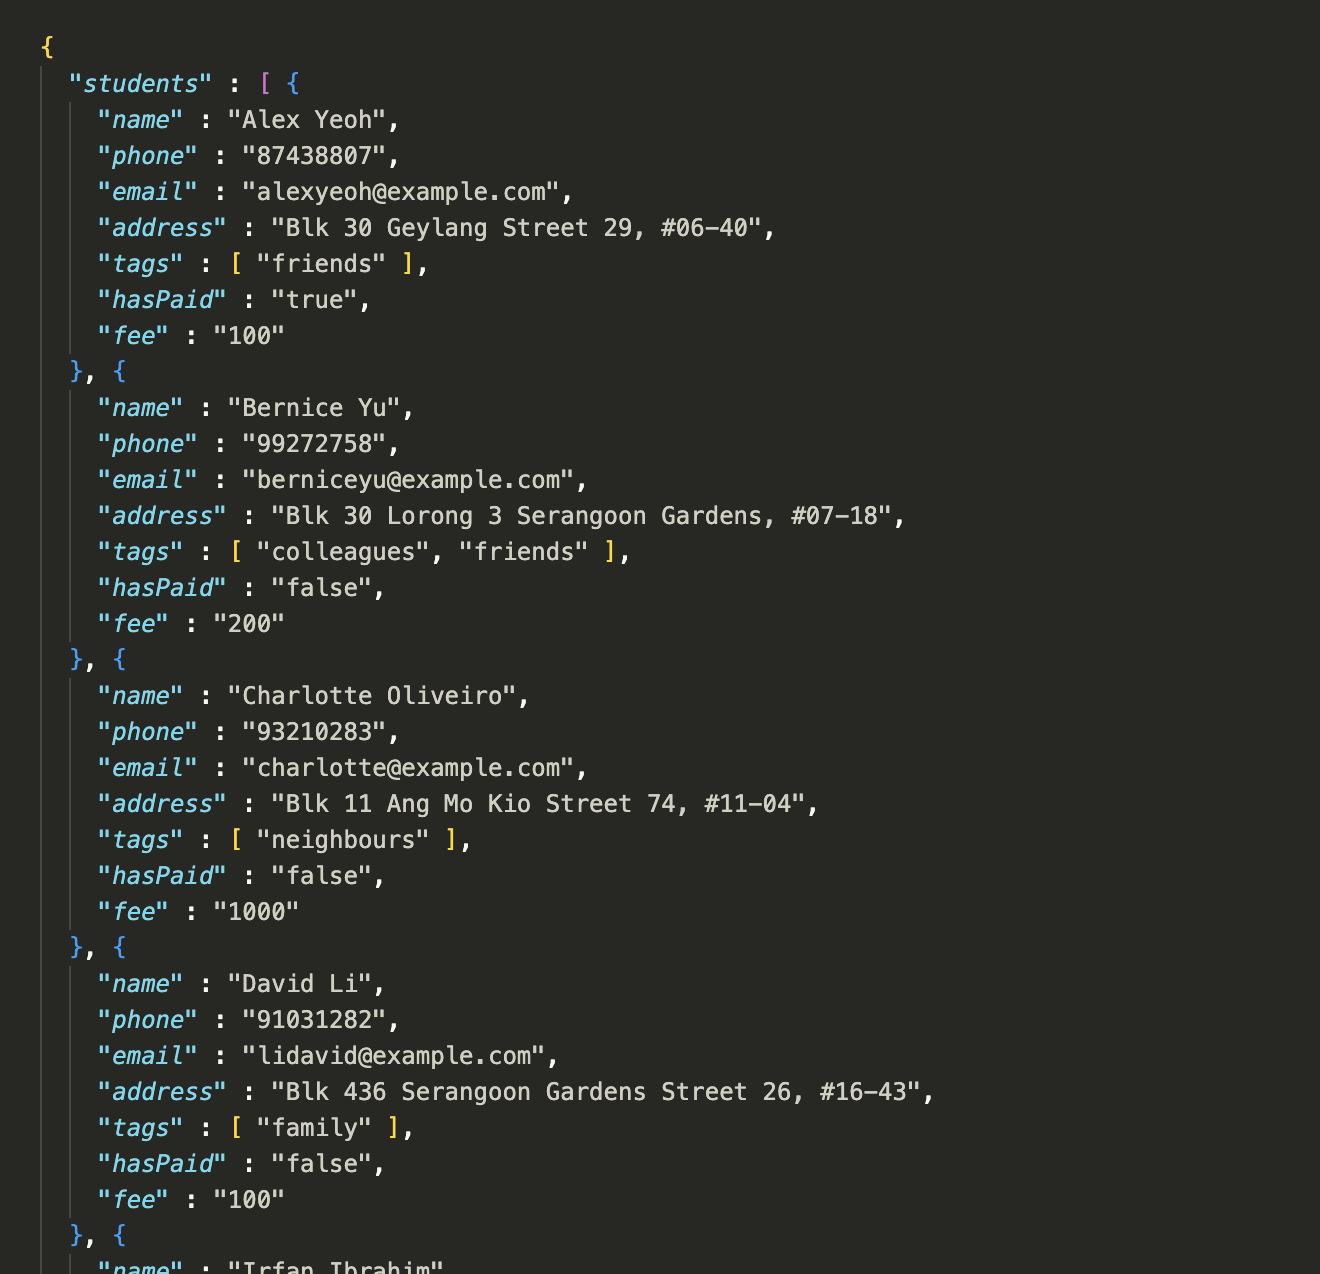 {
"students" : [ {
"name" : "Alex Yeoh",
"phone" : "87438807",
"email" : "alexyeoh@example.com",
"address" : "Blk 30 Geylang Street 29, #06-40",
"tags" : [ "friends" ],
"hasPaid" : "true",
"fee" : "100"
}, {
"name" : "Bernice Yu",
"phone" : "99272758",
"email" : "berniceyu@example.com",
"address" : "Blk 30 Lorong 3 Serangoon Gardens, #07-18",
"tags" : [ "colleagues", "friends" ],
"hasPaid" : "false",
"fee" : "200"
}, {
"name" : "Charlotte Oliveiro",
"phone" : "93210283",
"email" : "charlotte@example.com",
"address" : "Blk 11 Ang Mo Kio Street 74, #11-04",
"tags" : [ "neighbours" ],
"hasPaid" : "false",
"fee" : "1000"
}, {
"name" : "David Li",
"phone" : "91031282",
"email" : "lidavid@example.com",
"address" : "Blk 436 Serangoon Gardens Street 26, #16-43",
"tags" : [ "family" ],
"hasPaid" : "false",
"fee" : "100"
}, {
"name" : "Irfan Ibrahim"